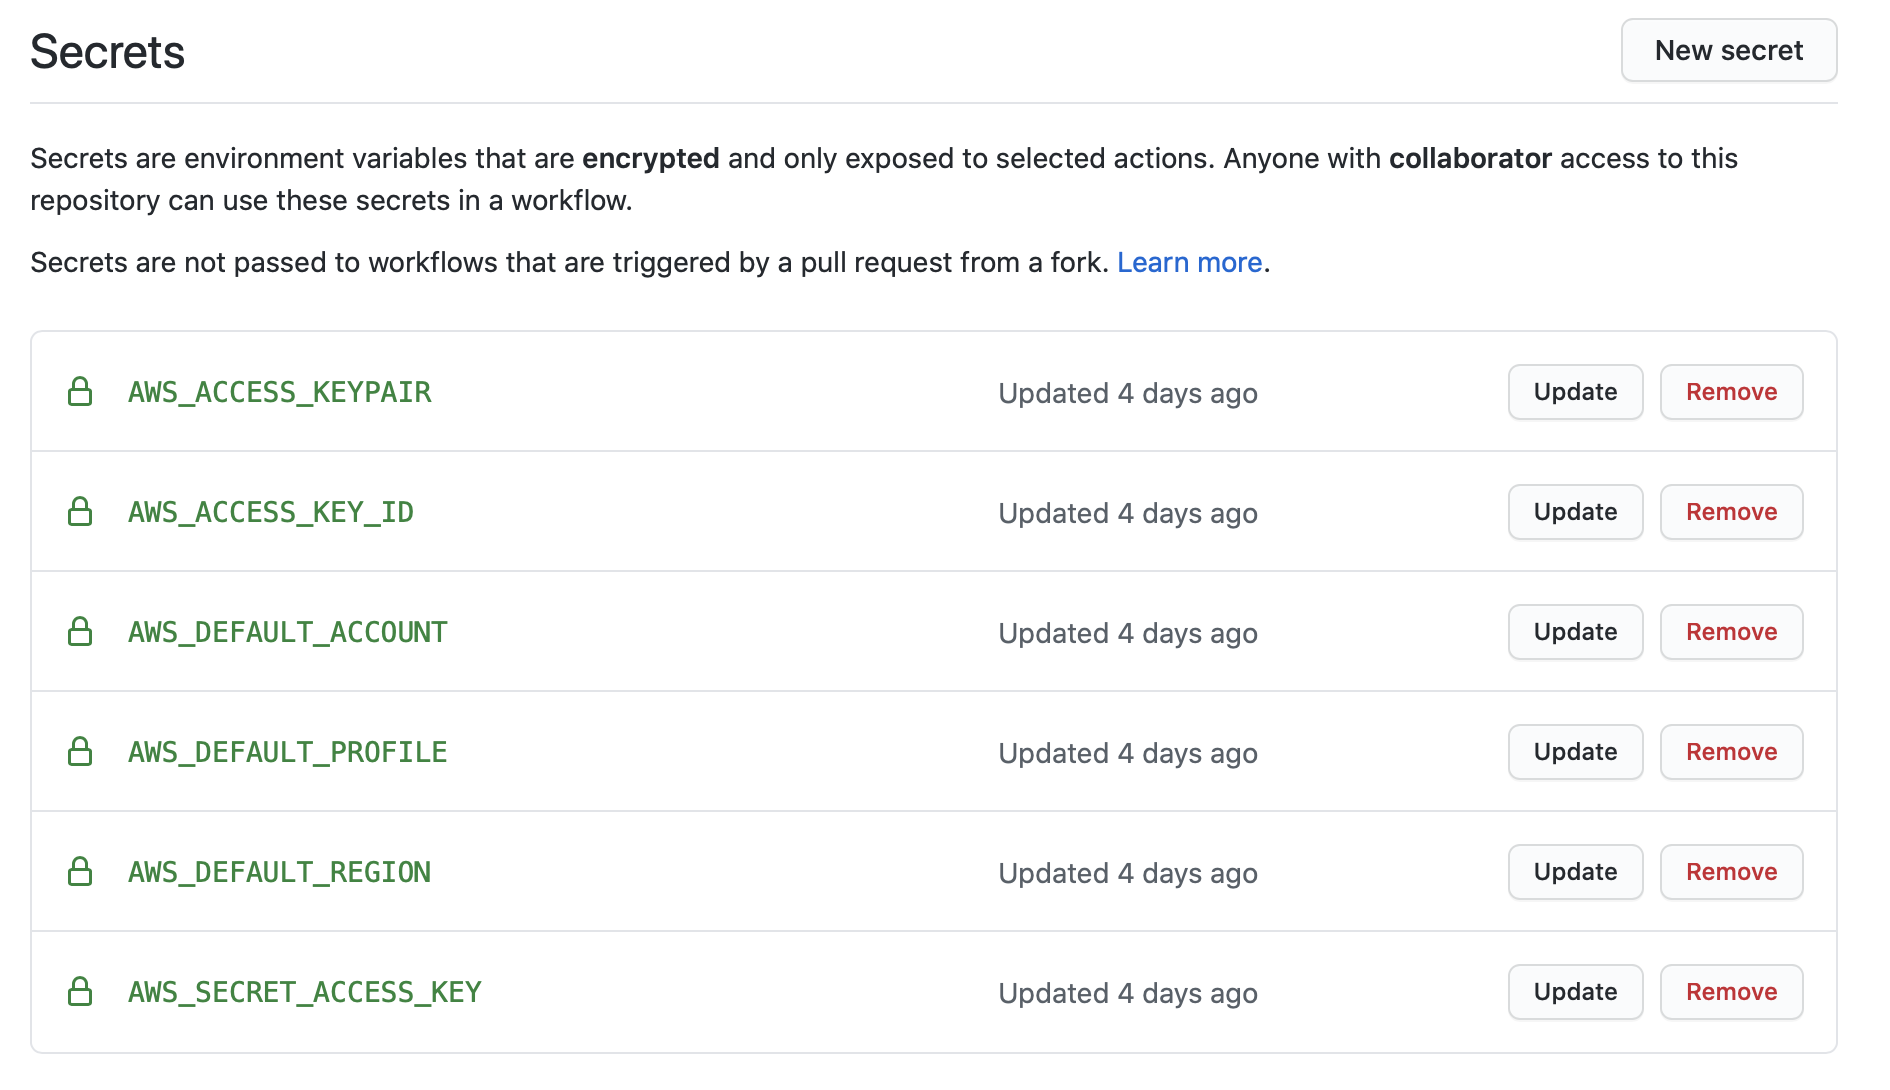 Secrets
New secret
Secrets are environment variables that are encrypted and only exposed to selected actions. Anyone with collaborator access to this
repository can use these secrets in a workflow.
Secrets are not passed to workflows that are triggered by a pull request from a fork. Learn more.
AWS_ACCESS_KEYPAIR Updated 4 days ago Update Remove
AWS_ACCESS_KEY_ID Updated 4 days ago Update Remove
AWS_DEFAULT_ACCOUNT Updated 4 days ago Update Remove
AWS_DEFAULT_PROFILE Updated 4 days ago Update Remove
AWS_DEFAULT_REGION Updated 4 days ago Update Remove
AWS_SECRET_ACCESS_KEY Updated 4 days ago Update Remove